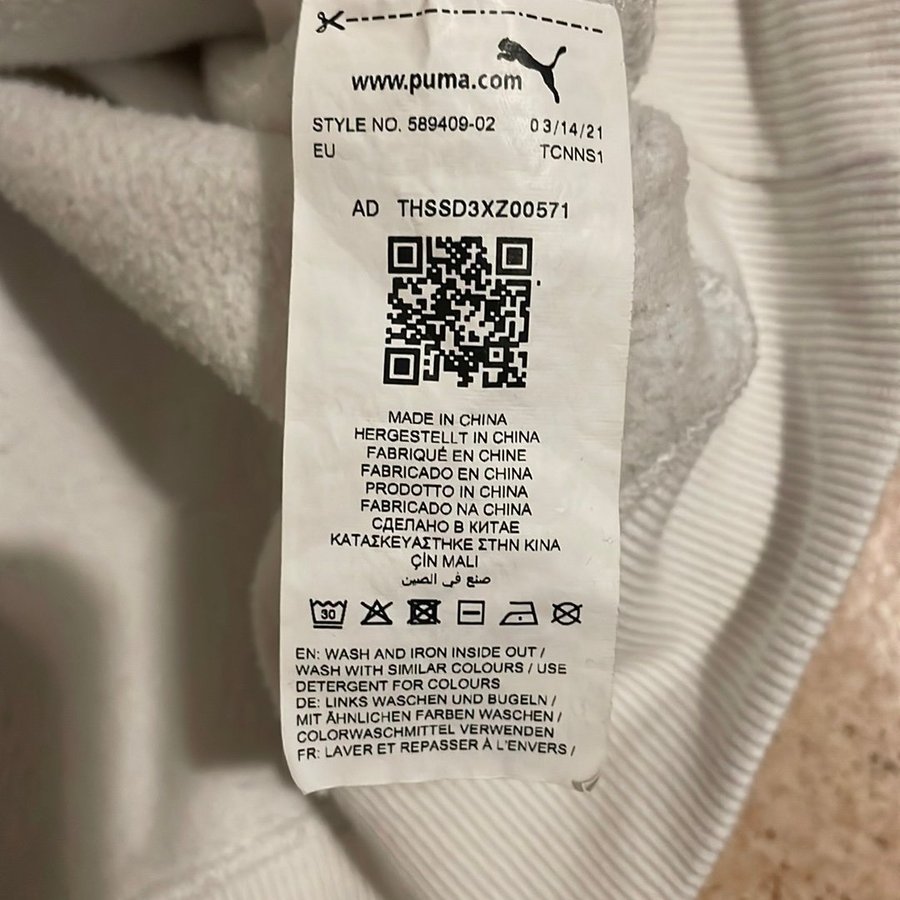 www.puma.com
STYLE NO. 589409-02 03/14/21
EU TCNNS1
AD THSSD3XZ00571
MADE IN CHINA
HERGESTELLT IN CHINA
FABRIQUÉ EN CHINE
FABRICADO EN CHINA
PRODOTTO IN CHINA
FABRICADO NA CHINA
СДЕЛАНО В КИТАЕ
ΚΑΤΑΣΚΕΥΑΣΤΗΚΕ ΣΤΗΝ ΚΙΝΑ
ÇİN MALI
صنع في الصين
30
EN: WASH AND IRON INSIDE OUT /
WASH WITH SIMILAR COLOURS / USE
DETERGENT FOR COLOURS
DE: LINKS WASCHEN UND BUGELN /
MIT ÄHNLICHEN FARBEN WASCHEN /
COLORWASCHMITTEL VERWENDEN
FR: LAVER ET REPASSER À L'ENVERS /